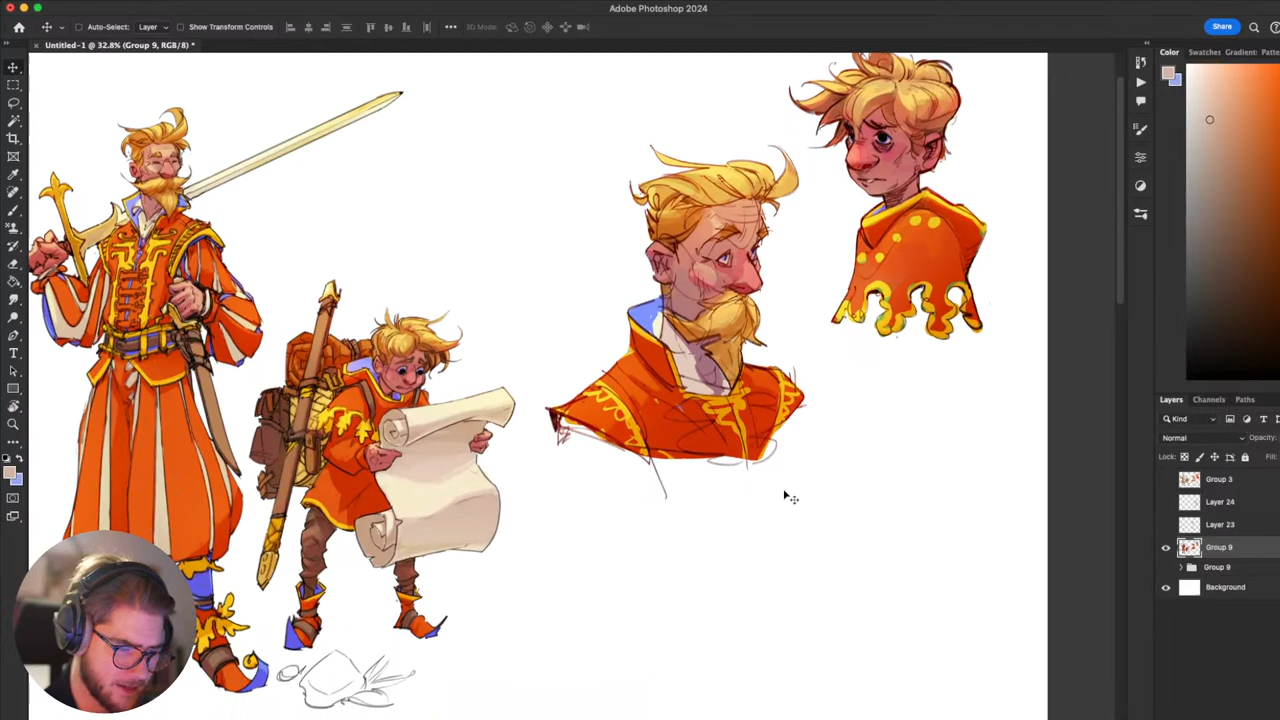 Adobe Photoshop 2024
Auto-Select: Layer Show Transform Controls 3D Mode: Share
Untitled-1 @ 32.8% (Group 9, RGB/8) *
Color Swatches Gradient: Patte
Layers Channels Paths
Kind
Normal Opacity:
Lock: Fill:
Group 3
Layer 24
Layer 23
Group 9
Group 9
Background